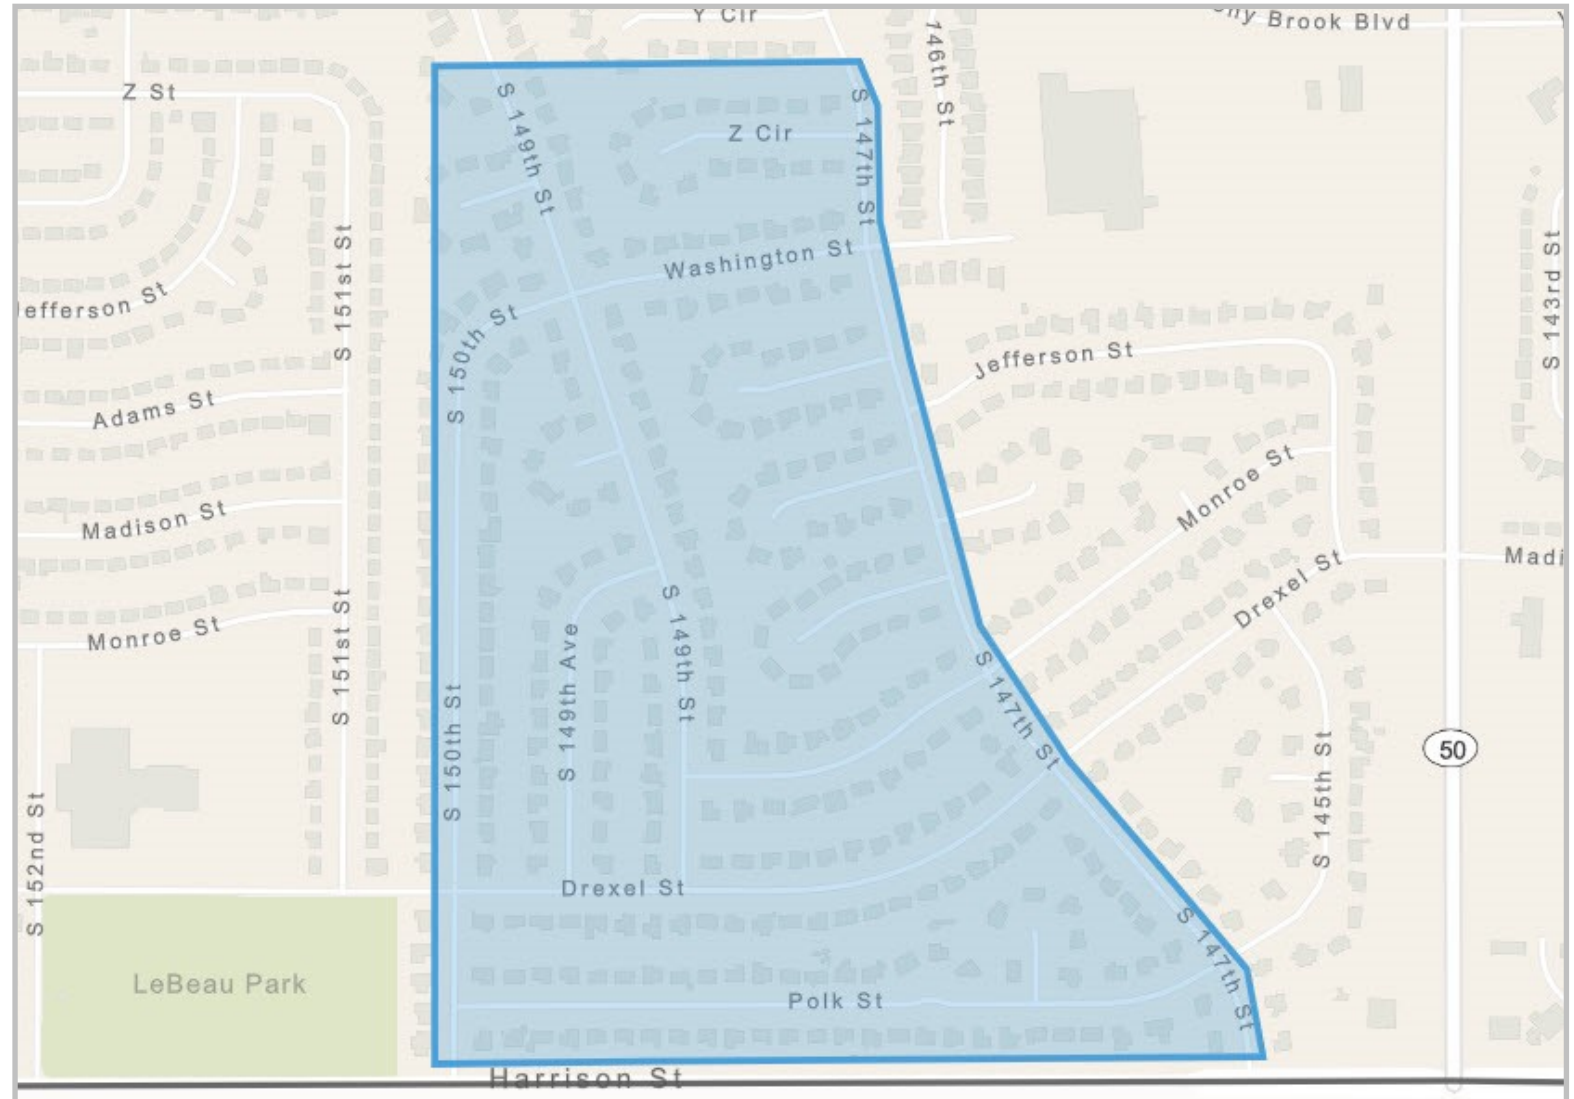 Y Cir
Brook Blvd
146th St
Z St
S 149th St
Z Cir
S 147th St
Washington St
S 151st St
S 143rd St
Jefferson St
S 150th St
Jefferson St
Adams St
Monroe St
Madison St
Drexel St
Madi
S 149th St
Monroe St
S 151st St
S 149th Ave
S 147th St
S 150th St
50
S 145th St
S 152nd St
Drexel St
S 147th St
LeBeau Park
Polk St
Harrison St